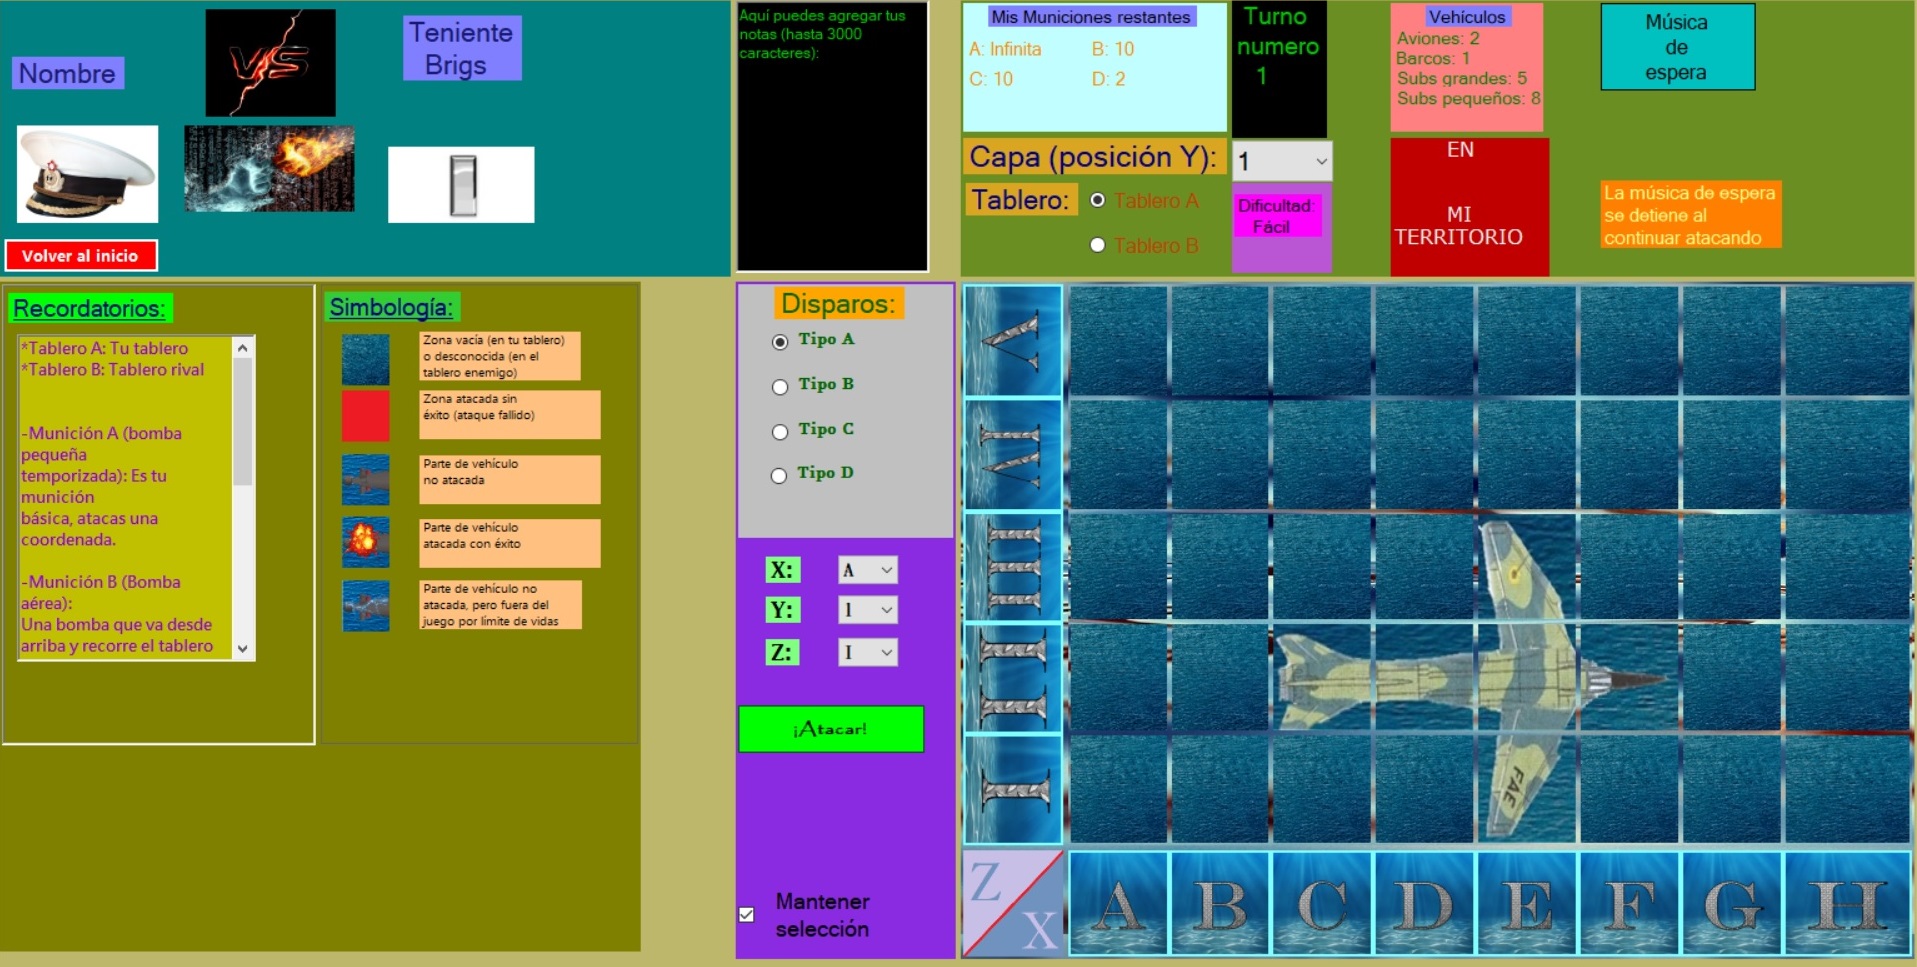 Nombre
VS
Teniente
Brigs
Volver al inicio
Aquí puedes agregar tus
notas (hasta 3000
caracteres):
Mis Municiones restantes
A: Infinita
B: 10
C: 10
D: 2
Turno
numero
1
Vehículos
Aviones: 2
Barcos: 1
Subs grandes: 5
Subs pequeños: 8
Música
de
espera
Capa (posición Y):
1
Tablero:
Tablero A
Tablero B
Dificultad:
Fácil
EN
MI
TERRITORIO
La música de espera
se detiene al
continuar atacando
Recordatorios:
*Tablero A: Tu tablero
*Tablero B: Tablero rival
-Munición A (bomba
pequeña
temporizada): Es tu
munición
básica, atacas una
coordenada.
-Munición B (Bomba
aérea):
Una bomba que va desde
arriba y recorre el tablero
Simbología:
Zona vacía (en tu tablero)
o desconocida (en el
tablero enemigo)
Zona atacada sin
éxito (ataque fallido)
Parte de vehículo
no atacada
Parte de vehículo
atacada con éxito
Parte de vehículo no
atacada, pero fuera del
juego por límite de vidas
Disparos:
Tipo A
Tipo B
Tipo C
Tipo D
X:
A
Y:
1
Z:
I
¡Atacar!
Mantener
selección
V
IV
III
II
I
FAE
Z
X
A B C D E F G H